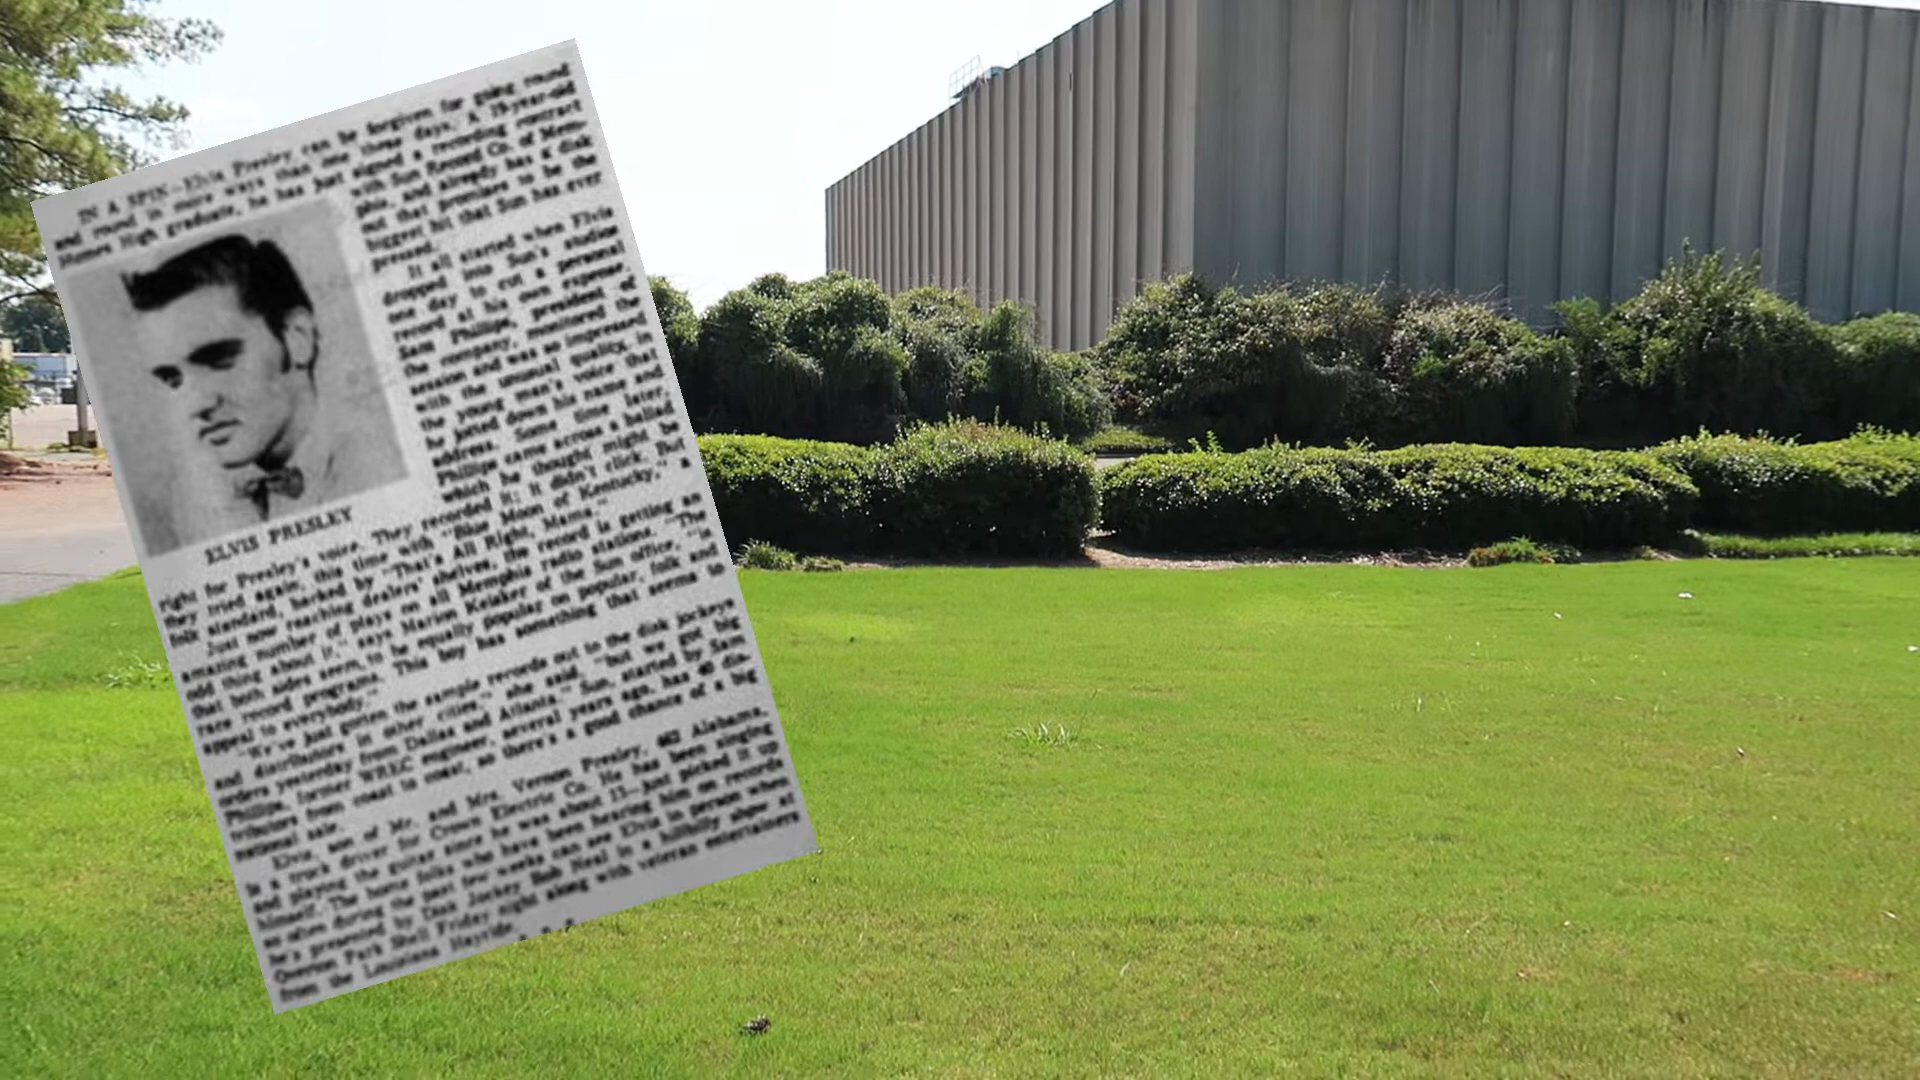 IN A SPIN—Elvis Presley can be forgiven for going round
and round in more ways than one these days. A 19-year-old
Humes High graduate, he has just signed a recording contract
with Sun Record Co. of Mem-
phis, and already has a disk
out that promises to be the
biggest hit that Sun has ever
pressed.
It all started when Elvis
dropped into Sun's studios
one day to cut a personal
record at his own expense.
Sam Phillips, president of
the company, monitored the
session and was so impressed
with the unusual quality in
the young man's voice that
he jotted down his name and
address. Some time later,
Phillips came across a ballad
which he thought might be
ELVIS PRESLEY
right for Presley's voice. They recorded it; it didn't click. But
they tried again, this time with "Blue Moon of Kentucky," a
folk standard, backed by "That's All Right, Mama."
Just now reaching dealers' shelves, the record is getting an
amazing number of plays on all Memphis radio stations. "The
odd thing about it," says Marion Keisker of the Sun office, "is
that both sides seem to be equally popular on popular, folk and
race record programs. This boy has something that seems to
appeal to everybody."
"We've just gotten the sample records out to the disk jockeys
and distributors in other cities," she said, "but we got big
orders yesterday from Dallas and Atlanta." Sun, started by Sam
Phillips, former WREC engineer, several years ago, has 40 dis-
tributors from coast to coast, so there's a good chance of a big
national sale.
Elvis, son of Mr. and Mrs. Vernon Presley, 462 Alabama,
is a truck driver for Crown Electric Co. He has been singing
and playing the guitar since he was about 13—just picked it up
himself. The home folks who have been hearing him on records
so often during the past few weeks can see Elvis in person when
he's presented by Disk Jockey Bob Neal in a hillbilly show at
Overton Park Shell Friday night along with veteran entertainers
from the Louisiana Hayride.